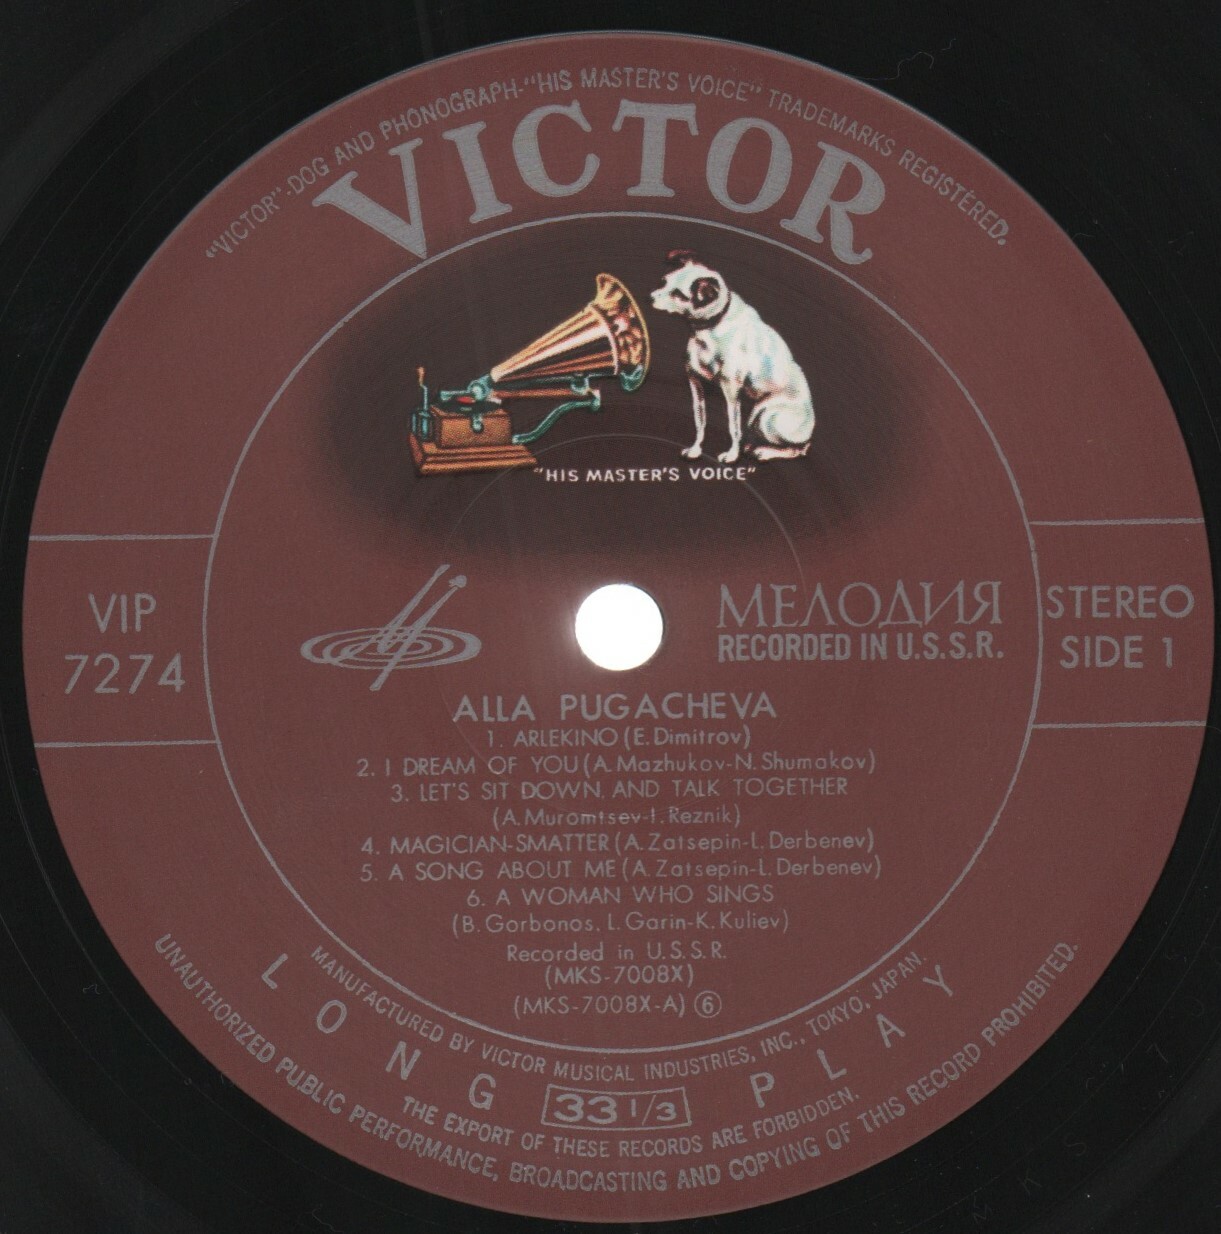 "VICTOR"-DOG AND PHONOGRAPH-"HIS MASTER'S VOICE" TRADEMARKS REGISTERED.
VICTOR
"HIS MASTER'S VOICE"
VIP
7274
МЕЛОДИЯ
RECORDED IN U.S.S.R.
STEREO
SIDE 1
ALLA PUGACHEVA
1. ARLEKINO (E. Dimitrov)
2. I DREAM OF YOU (A. Mazhukov-N. Shumakov)
3. LET'S SIT DOWN, AND TALK TOGETHER
(A. Muromtsev-I. Reznik)
4. MAGICIAN-SMATTER (A. Zatsepin-L. Derbenev)
5. A SONG ABOUT ME (A. Zatsepin-L. Derbenev)
6. A WOMAN WHO SINGS
(B. Gorbonos, L. Garin-K. Kuliev)
Recorded in U.S.S.R.
(MKS-7008X)
(MKS-7008X-A) ⑥
MANUFACTURED BY VICTOR MUSICAL INDUSTRIES, INC., TOKYO, JAPAN.
LONG PLAY
33 1/3
THE EXPORT OF THESE RECORDS ARE FORBIDDEN.
UNAUTHORIZED PUBLIC PERFORMANCE, BROADCASTING AND COPYING OF THIS RECORD PROHIBITED.